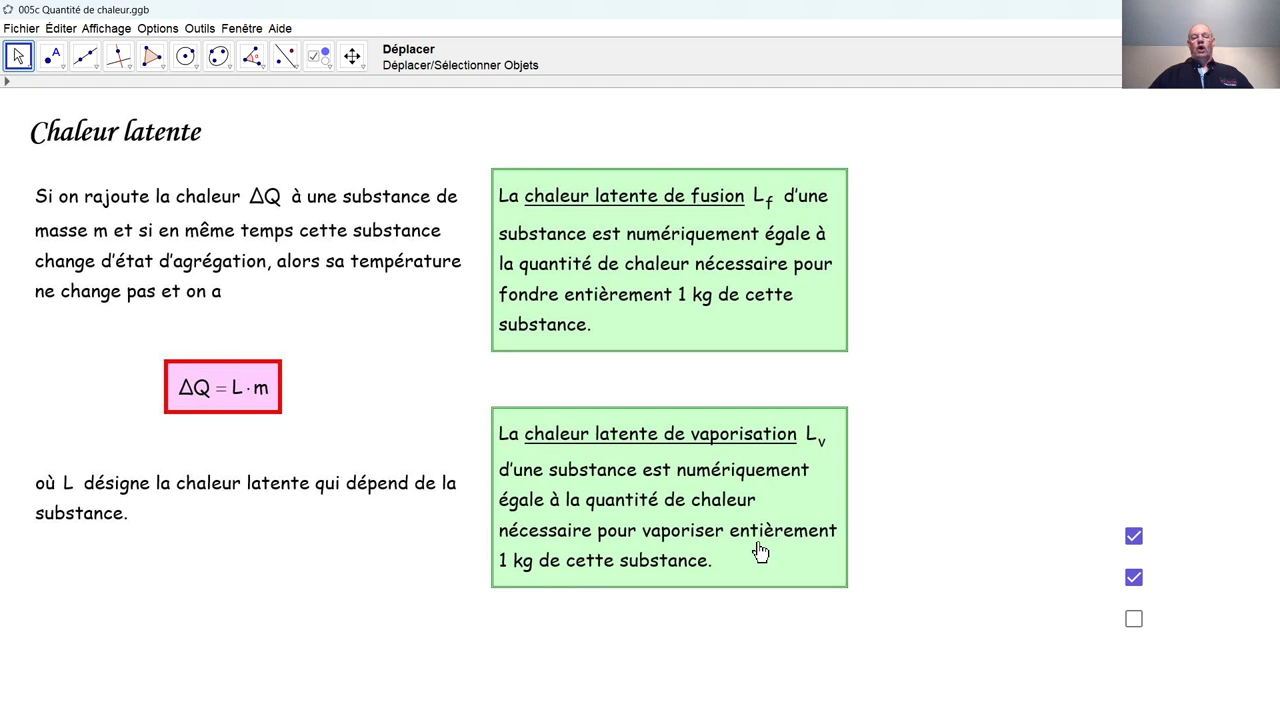 005c Quantité de chaleur.ggb
Fichier Éditer Affichage Options Outils Fenêtre Aide
A
Déplacer
Déplacer/Sélectionner Objets
Chaleur latente
Si on rajoute la chaleur ΔQ à une substance de
masse m et si en même temps cette substance
change d'état d'agrégation, alors sa température
ne change pas et on a
ΔQ = L · m
où L désigne la chaleur latente qui dépend de la
substance.
La chaleur latente de fusion L_f d'une
substance est numériquement égale à
la quantité de chaleur nécessaire pour
fondre entièrement 1 kg de cette
substance.
La chaleur latente de vaporisation L_v
d'une substance est numériquement
égale à la quantité de chaleur
nécessaire pour vaporiser entièrement
1 kg de cette substance.